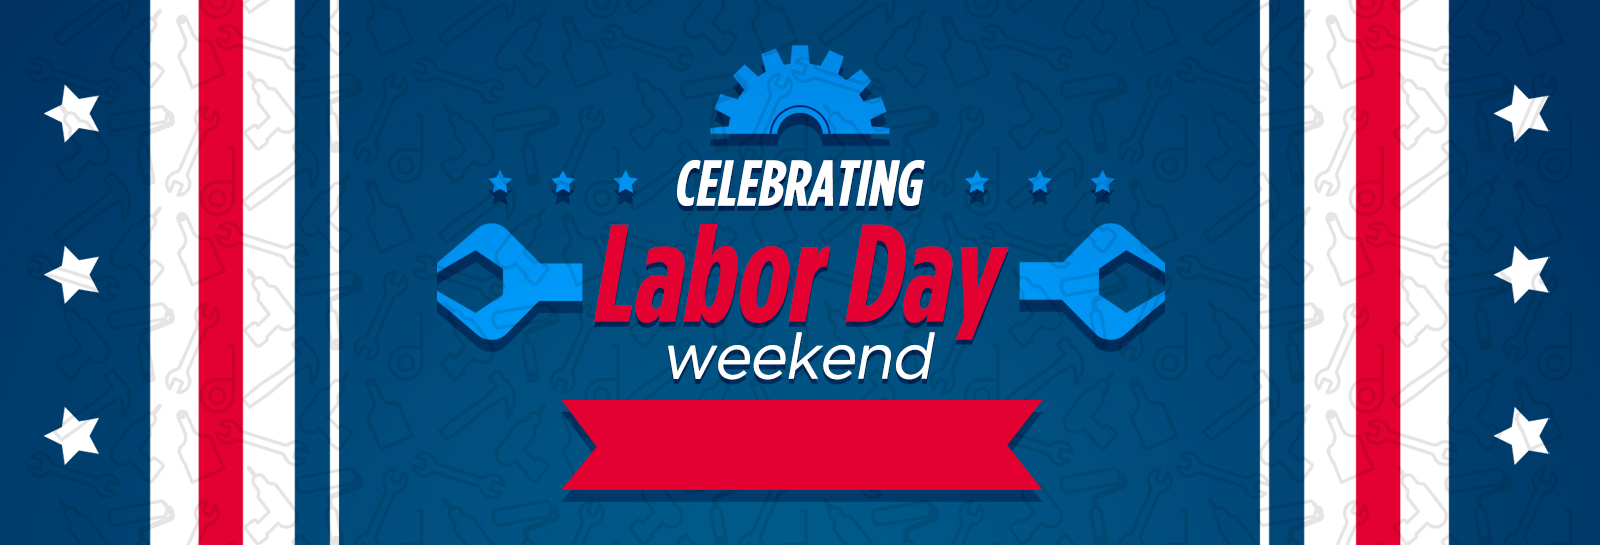 CELEBRATING
Labor Day
weekend